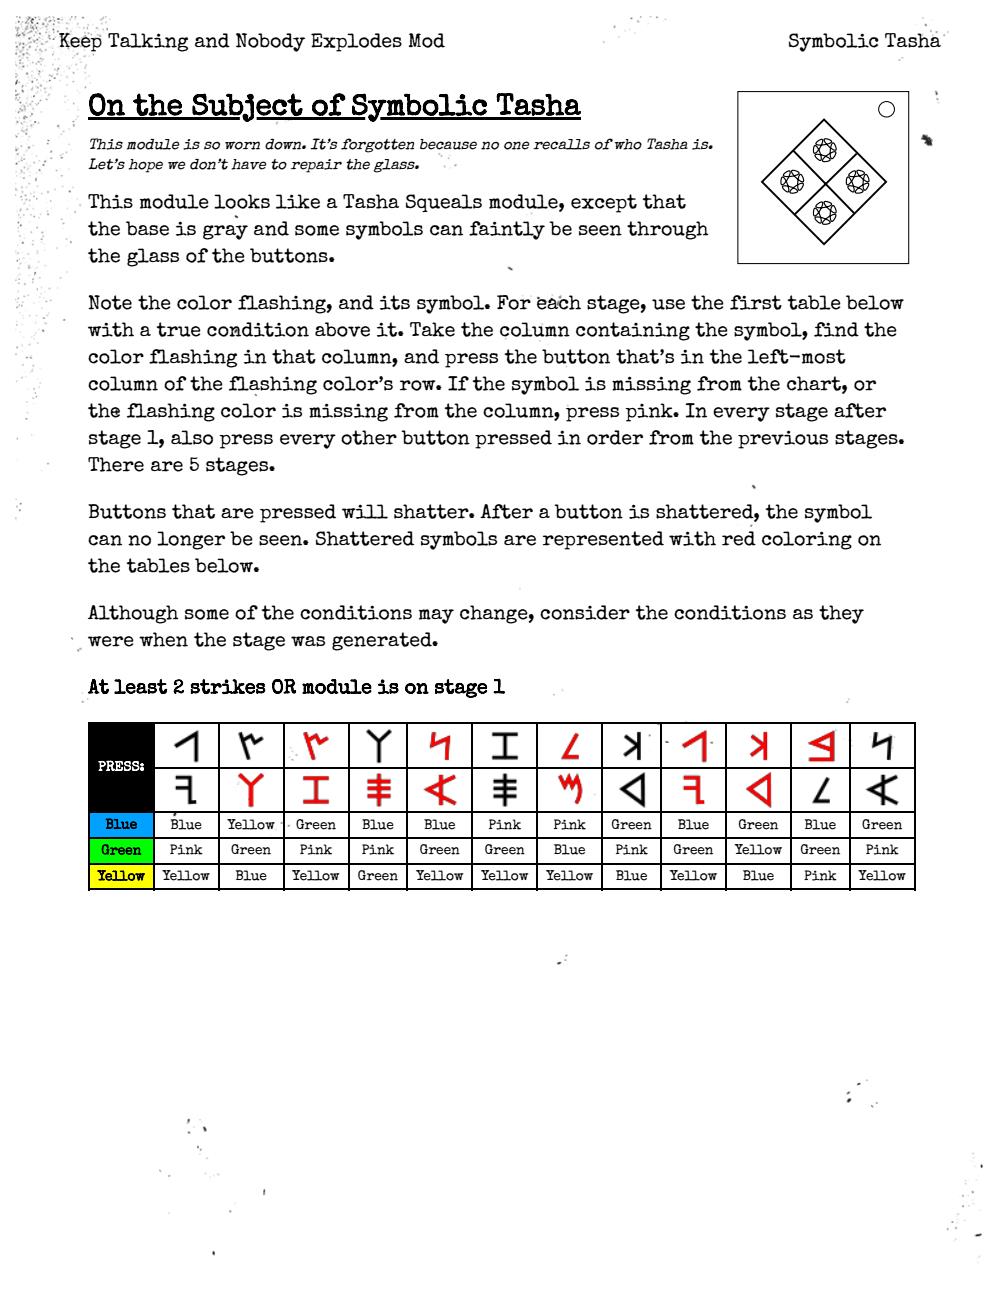 Keep Talking and Nobody Explodes Mod
Symbolic Tasha
On the Subject of Symbolic Tasha
This module is so worn down. It's forgotten because no one recalls of who Tasha is.
Let's hope we don't have to repair the glass.
This module looks like a Tasha Squeals module, except that
the base is gray and some symbols can faintly be seen through
the glass of the buttons.
Note the color flashing, and its symbol. For each stage, use the first table below
with a true condition above it. Take the column containing the symbol, find the
color flashing in that column, and press the button that's in the left-most
column of the flashing color's row. If the symbol is missing from the chart, or
the flashing color is missing from the column, press pink. In every stage after
stage 1, also press every other button pressed in order from the previous stages.
There are 5 stages.
Buttons that are pressed will shatter. After a button is shattered, the symbol
can no longer be seen. Shattered symbols are represented with red coloring on
the tables below.
Although some of the conditions may change, consider the conditions as they
were when the stage was generated.
At least 2 strikes OR module is on stage 1
PRESS:
Blue Blue Yellow Green Blue Blue Pink Pink Green Blue Green Blue Green
Green Pink Green Pink Pink Green Green Blue Pink Green Yellow Green Pink
Yellow Yellow Blue Yellow Green Yellow Yellow Yellow Blue Yellow Blue Pink Yellow